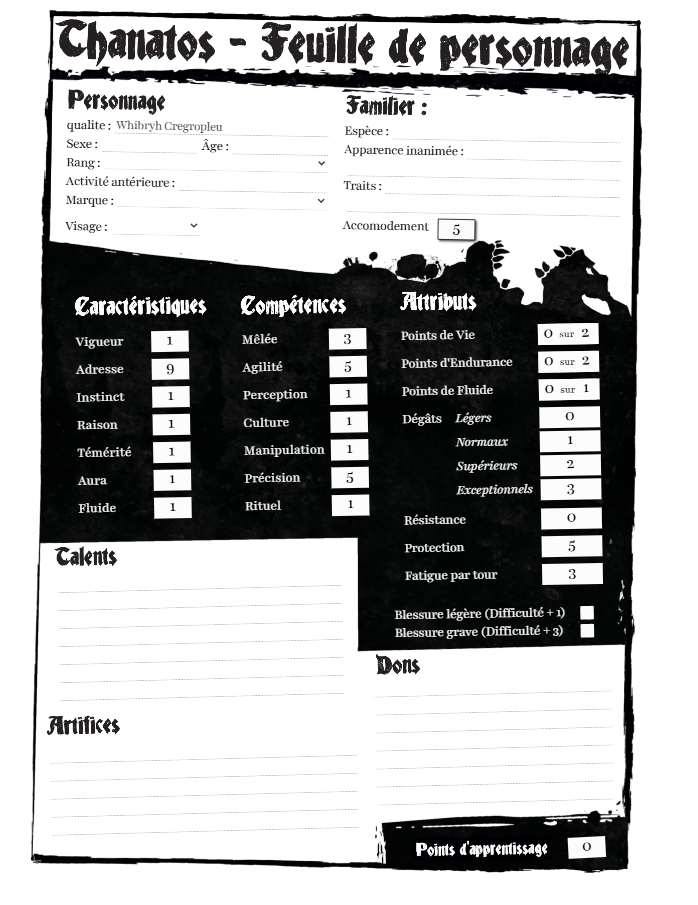 Thanatos - Feuille de personnage
Personnage
qualite : Whibryh Cregropleu
Sexe : Âge :
Rang :
Activité antérieure :
Marque :
Visage :
Familier :
Espèce :
Apparence inanimée :
Traits :
Accomodement 5
Caractéristiques
Vigueur 1
Adresse 9
Instinct 1
Raison 1
Témérité 1
Aura 1
Fluide 1
Compétences
Mêlée 3
Agilité 5
Perception 1
Culture 1
Manipulation 1
Précision 5
Rituel 1
Attributs
Points de Vie 0 sur 2
Points d'Endurance 0 sur 2
Points de Fluide 0 sur 1
Dégâts Légers 0
Normaux 1
Supérieurs 2
Exceptionnels 3
Résistance 0
Protection 5
Fatigue par tour 3
Blessure légère (Difficulté + 1)
Blessure grave (Difficulté + 3)
Talents
Artifices
Dons
Points d'apprentissage 0